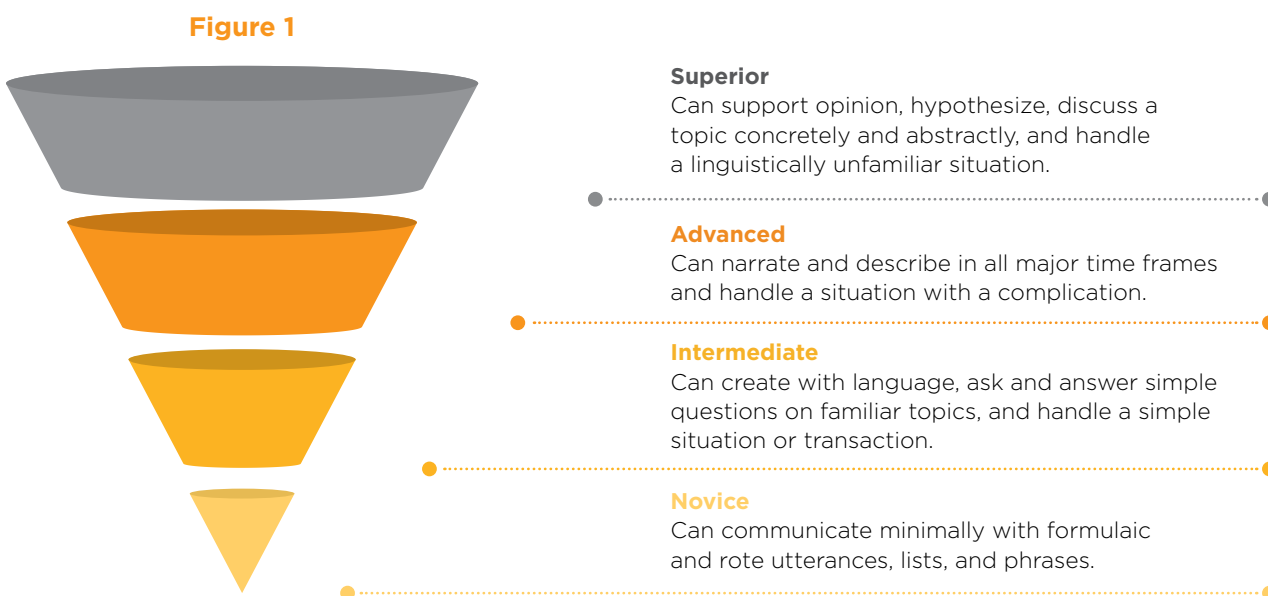 Figure 1
Superior
Can support opinion, hypothesize, discuss a
topic concretely and abstractly, and handle
a linguistically unfamiliar situation.
Advanced
Can narrate and describe in all major time frames
and handle a situation with a complication.
Intermediate
Can create with language, ask and answer simple
questions on familiar topics, and handle a simple
situation or transaction.
Novice
Can communicate minimally with formulaic
and rote utterances, lists, and phrases.